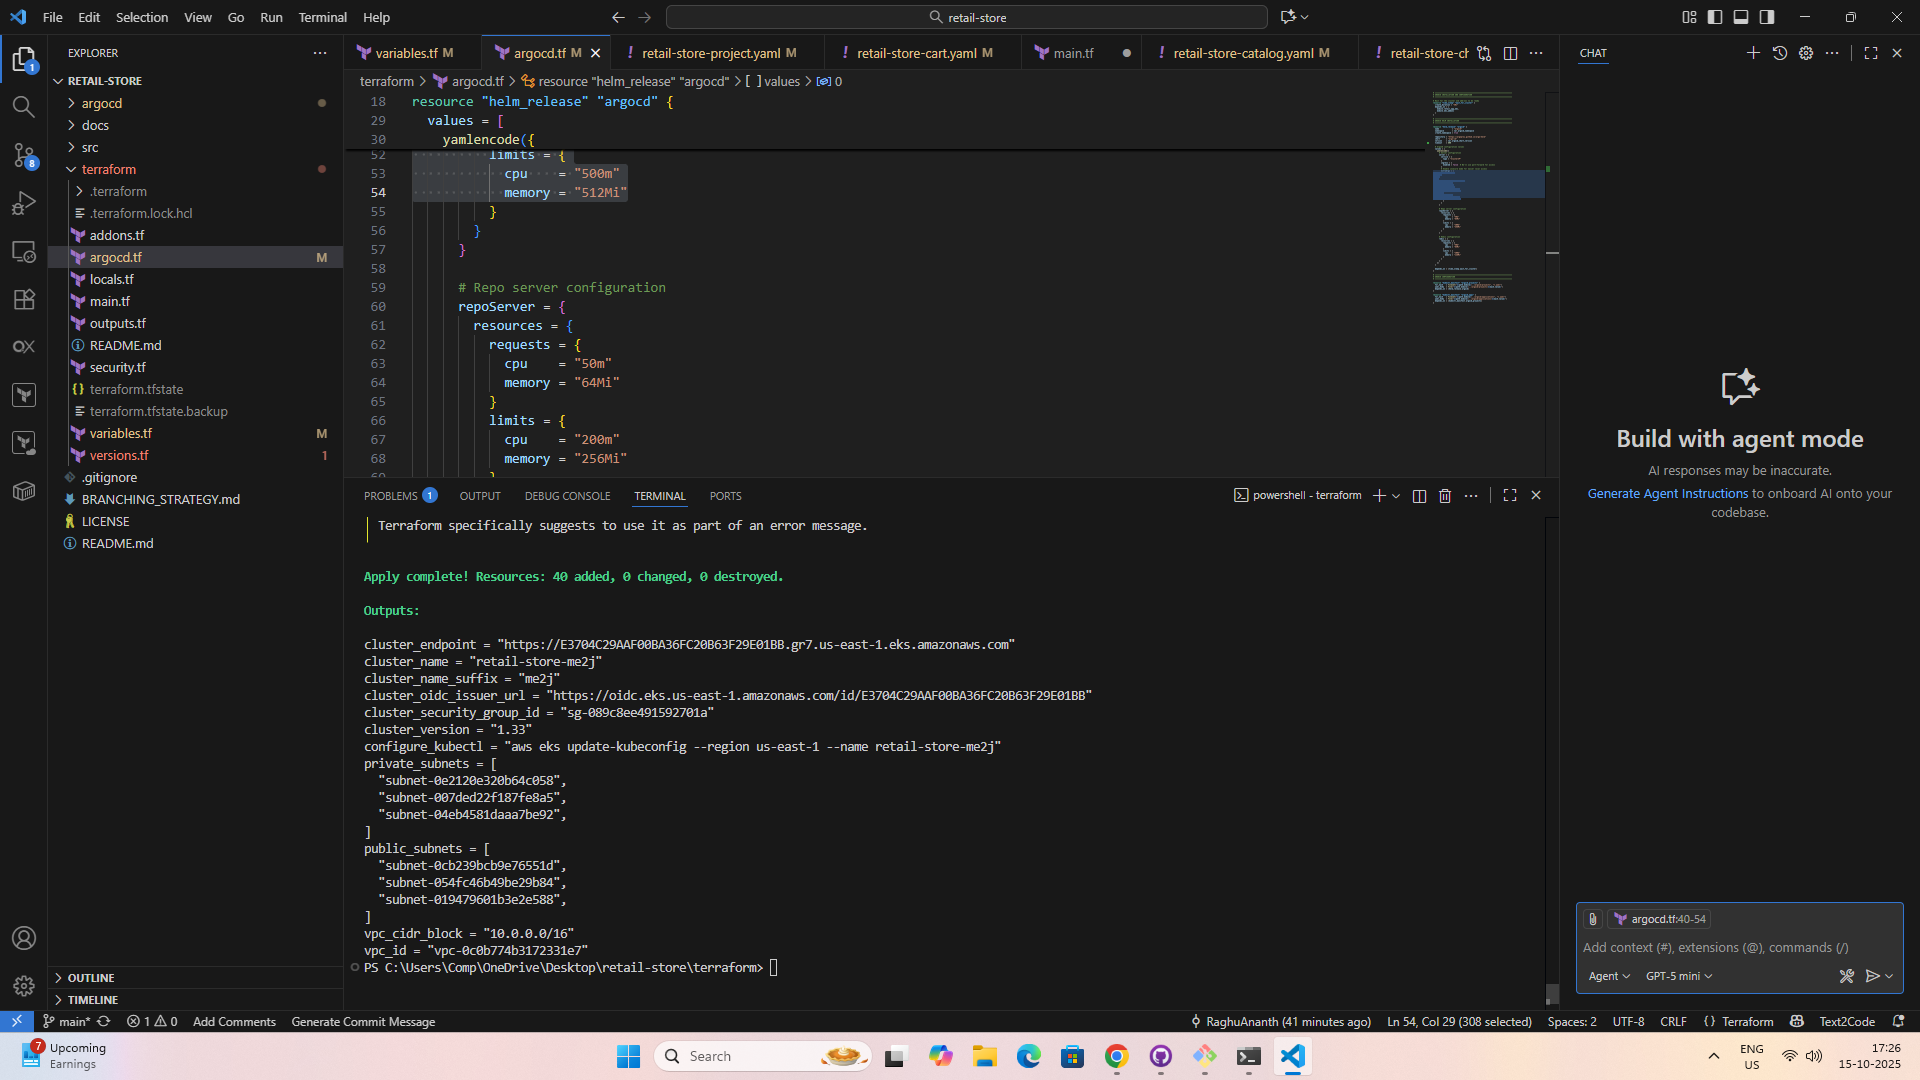 File Edit Selection View Go Run Terminal Help
retail-store
EXPLORER
RETAIL-STORE
argocd
docs
src
terraform
.terraform
.terraform.lock.hcl
addons.tf
argocd.tf M
locals.tf
main.tf
outputs.tf
README.md
security.tf
terraform.tfstate
terraform.tfstate.backup
variables.tf M
versions.tf 1
.gitignore
BRANCHING_STRATEGY.md
LICENSE
README.md
OUTLINE
TIMELINE
variables.tf M argocd.tf M retail-store-project.yaml M retail-store-cart.yaml M main.tf retail-store-catalog.yaml M retail-store-ch
terraform > argocd.tf > resource "helm_release" "argocd" > [ ] values > 0
18 resource "helm_release" "argocd" {
29 values = [
30 yamlencode({
52 limits = {
53 cpu = "500m"
54 memory = "512Mi"
55 }
56 }
57 }
58
59 # Repo server configuration
60 repoServer = {
61 resources = {
62 requests = {
63 cpu = "50m"
64 memory = "64Mi"
65 }
66 limits = {
67 cpu = "200m"
68 memory = "256Mi"
PROBLEMS 1 OUTPUT DEBUG CONSOLE TERMINAL PORTS
powershell - terraform
Terraform specifically suggests to use it as part of an error message.
Apply complete! Resources: 40 added, 0 changed, 0 destroyed.
Outputs:
cluster_endpoint = "https://E3704C29AAF00BA36FC20B63F29E01BB.gr7.us-east-1.eks.amazonaws.com"
cluster_name = "retail-store-me2j"
cluster_name_suffix = "me2j"
cluster_oidc_issuer_url = "https://oidc.eks.us-east-1.amazonaws.com/id/E3704C29AAF00BA36FC20B63F29E01BB"
cluster_security_group_id = "sg-089c8ee491592701a"
cluster_version = "1.33"
configure_kubectl = "aws eks update-kubeconfig --region us-east-1 --name retail-store-me2j"
private_subnets = [
"subnet-0e2120e320b64c058",
"subnet-007ded22f187fe8a5",
"subnet-04eb4581daaa7be92",
]
public_subnets = [
"subnet-0cb239bcb9e76551d",
"subnet-054fc46b49be29b84",
"subnet-019479601b3e2e588",
]
vpc_cidr_block = "10.0.0.0/16"
vpc_id = "vpc-0c0b774b3172331e7"
PS C:\Users\Comp\OneDrive\Desktop\retail-store\terraform>
CHAT
Build with agent mode
AI responses may be inaccurate.
Generate Agent Instructions to onboard AI onto your
codebase.
argocd.tf:40-54
Add context (#), extensions (@), commands (/)
Agent GPT-5 mini
main* 1 0 Add Comments Generate Commit Message RaghuAnanth (41 minutes ago) Ln 54, Col 29 (308 selected) Spaces: 2 UTF-8 CRLF { } Terraform Text2Code
7 Upcoming
Earnings
Search
ENG
US
17:26
15-10-2025